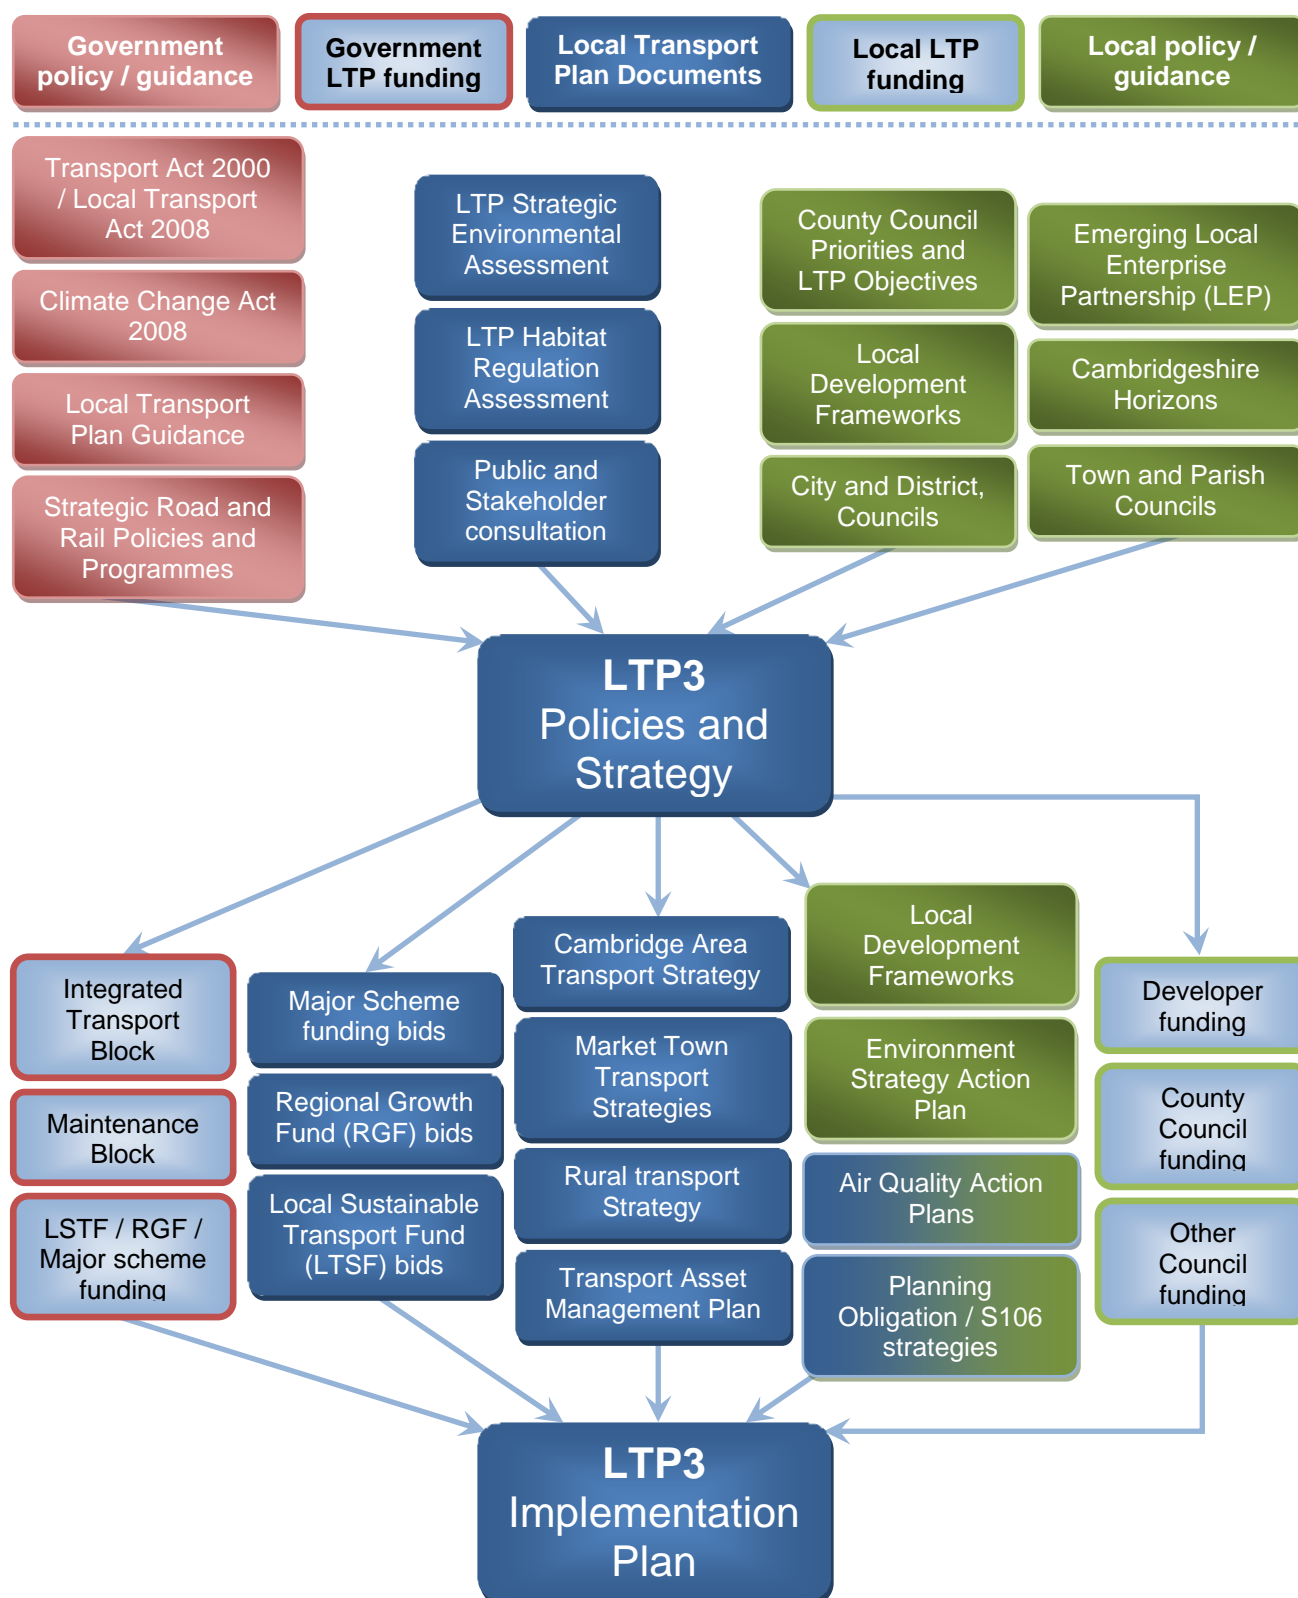 Government
policy / guidance
Government
LTP funding
Local Transport
Plan Documents
Local LTP
funding
Local policy /
guidance
Transport Act 2000
/ Local Transport
Act 2008
Climate Change Act
2008
Local Transport
Plan Guidance
Strategic Road and
Rail Policies and
Programmes
LTP Strategic
Environmental
Assessment
LTP Habitat
Regulation
Assessment
Public and
Stakeholder
consultation
County Council
Priorities and
LTP Objectives
Local
Development
Frameworks
City and District,
Councils
Emerging Local
Enterprise
Partnership (LEP)
Cambridgeshire
Horizons
Town and Parish
Councils
LTP3
Policies and
Strategy
Integrated
Transport
Block
Maintenance
Block
LSTF / RGF /
Major scheme
funding
Major Scheme
funding bids
Regional Growth
Fund (RGF) bids
Local Sustainable
Transport Fund
(LTSF) bids
Cambridge Area
Transport Strategy
Market Town
Transport
Strategies
Rural transport
Strategy
Transport Asset
Management Plan
Local
Development
Frameworks
Environment
Strategy Action
Plan
Air Quality Action
Plans
Planning
Obligation / S106
strategies
Developer
funding
County
Council
funding
Other
Council
funding
LTP3
Implementation
Plan